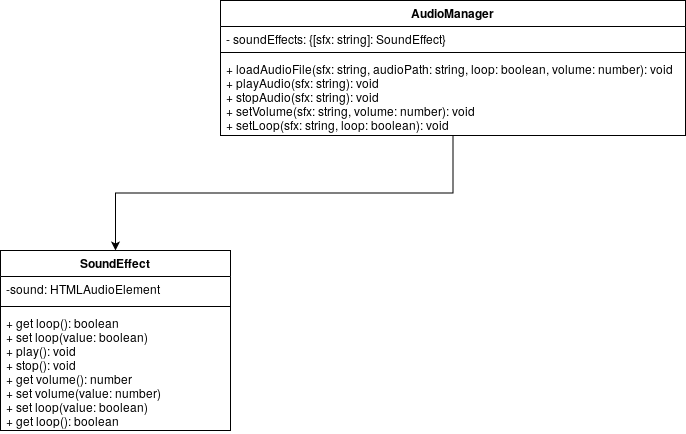 AudioManager
- soundEffects: {[sfx: string]: SoundEffect}
+ loadAudioFile(sfx: string, audioPath: string, loop: boolean, volume: number): void
+ playAudio(sfx: string): void
+ stopAudio(sfx: string): void
+ setVolume(sfx: string, volume: number): void
+ setLoop(sfx: string, loop: boolean): void
SoundEffect
-sound: HTMLAudioElement
+ get loop(): boolean
+ set loop(value: boolean)
+ play(): void
+ stop(): void
+ get volume(): number
+ set volume(value: number)
+ set loop(value: boolean)
+ get loop(): boolean